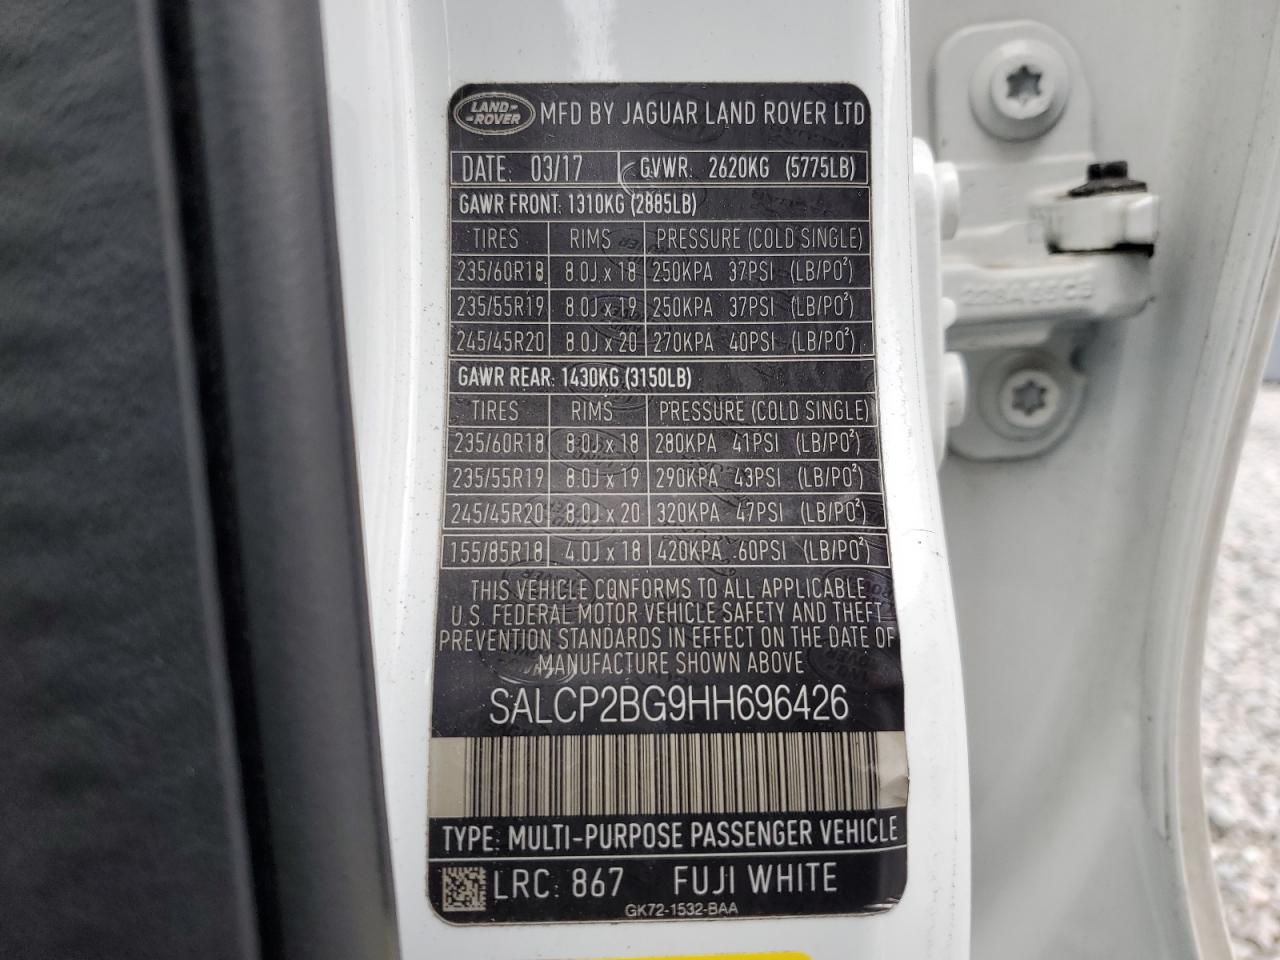 LAND-
-ROVER
MFD BY JAGUAR LAND ROVER LTD
DATE: 03/17 GVWR: 2620KG (5775LB)
GAWR FRONT: 1310KG (2885LB)
TIRES RIMS PRESSURE (COLD SINGLE)
235/60R18 8.0J x 18 250KPA 37PSI (LB/PO²)
235/55R19 8.0J x 19 250KPA 37PSI (LB/PO²)
245/45R20 8.0J x 20 270KPA 40PSI (LB/PO²)
GAWR REAR: 1430KG (3150LB)
TIRES RIMS PRESSURE (COLD SINGLE)
235/60R18 8.0J x 18 280KPA 41PSI (LB/PO²)
235/55R19 8.0J x 19 290KPA 43PSI (LB/PO²)
245/45R20 8.0J x 20 320KPA 47PSI (LB/PO²)
155/85R18 4.0J x 18 420KPA 60PSI (LB/PO²)
THIS VEHICLE CONFORMS TO ALL APPLICABLE
U.S. FEDERAL MOTOR VEHICLE SAFETY AND THEFT
PREVENTION STANDARDS IN EFFECT ON THE DATE OF
MANUFACTURE SHOWN ABOVE
SALCP2BG9HH696426
TYPE: MULTI-PURPOSE PASSENGER VEHICLE
LRC: 867 FUJI WHITE
GK72-1532-BAA